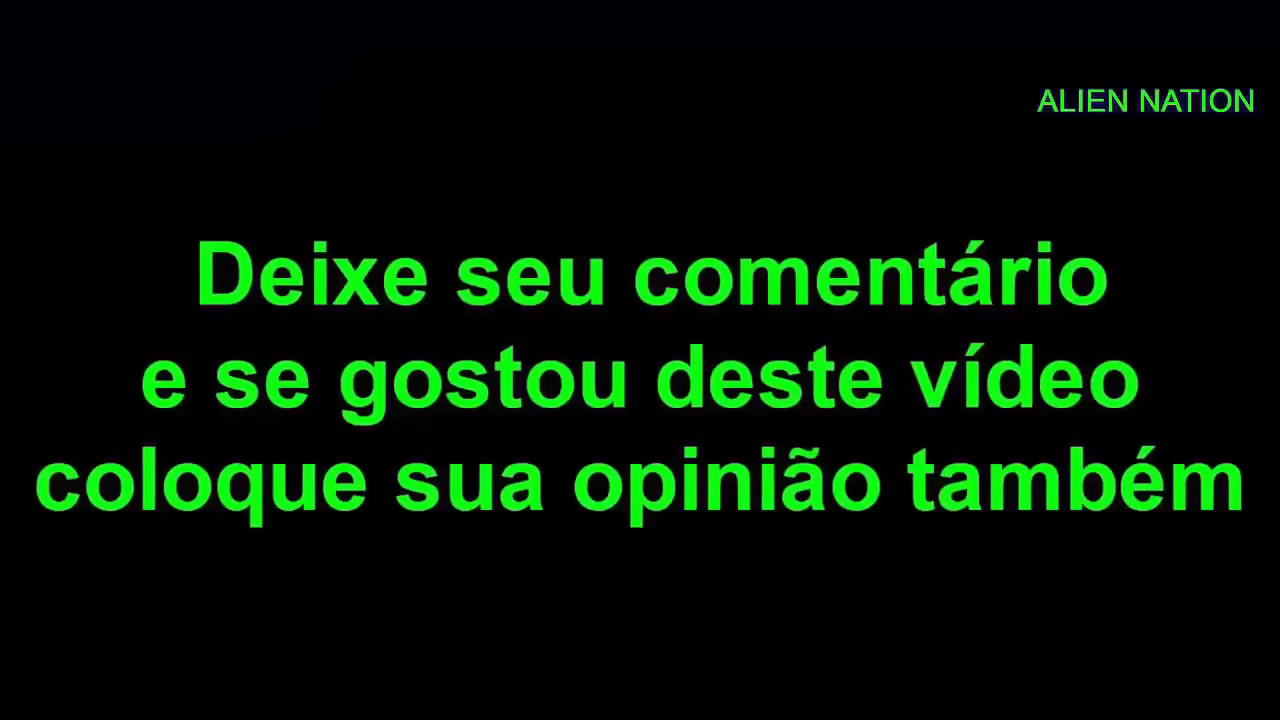 ALIEN NATION
Deixe seu comentário
e se gostou deste vídeo
coloque sua opinião também